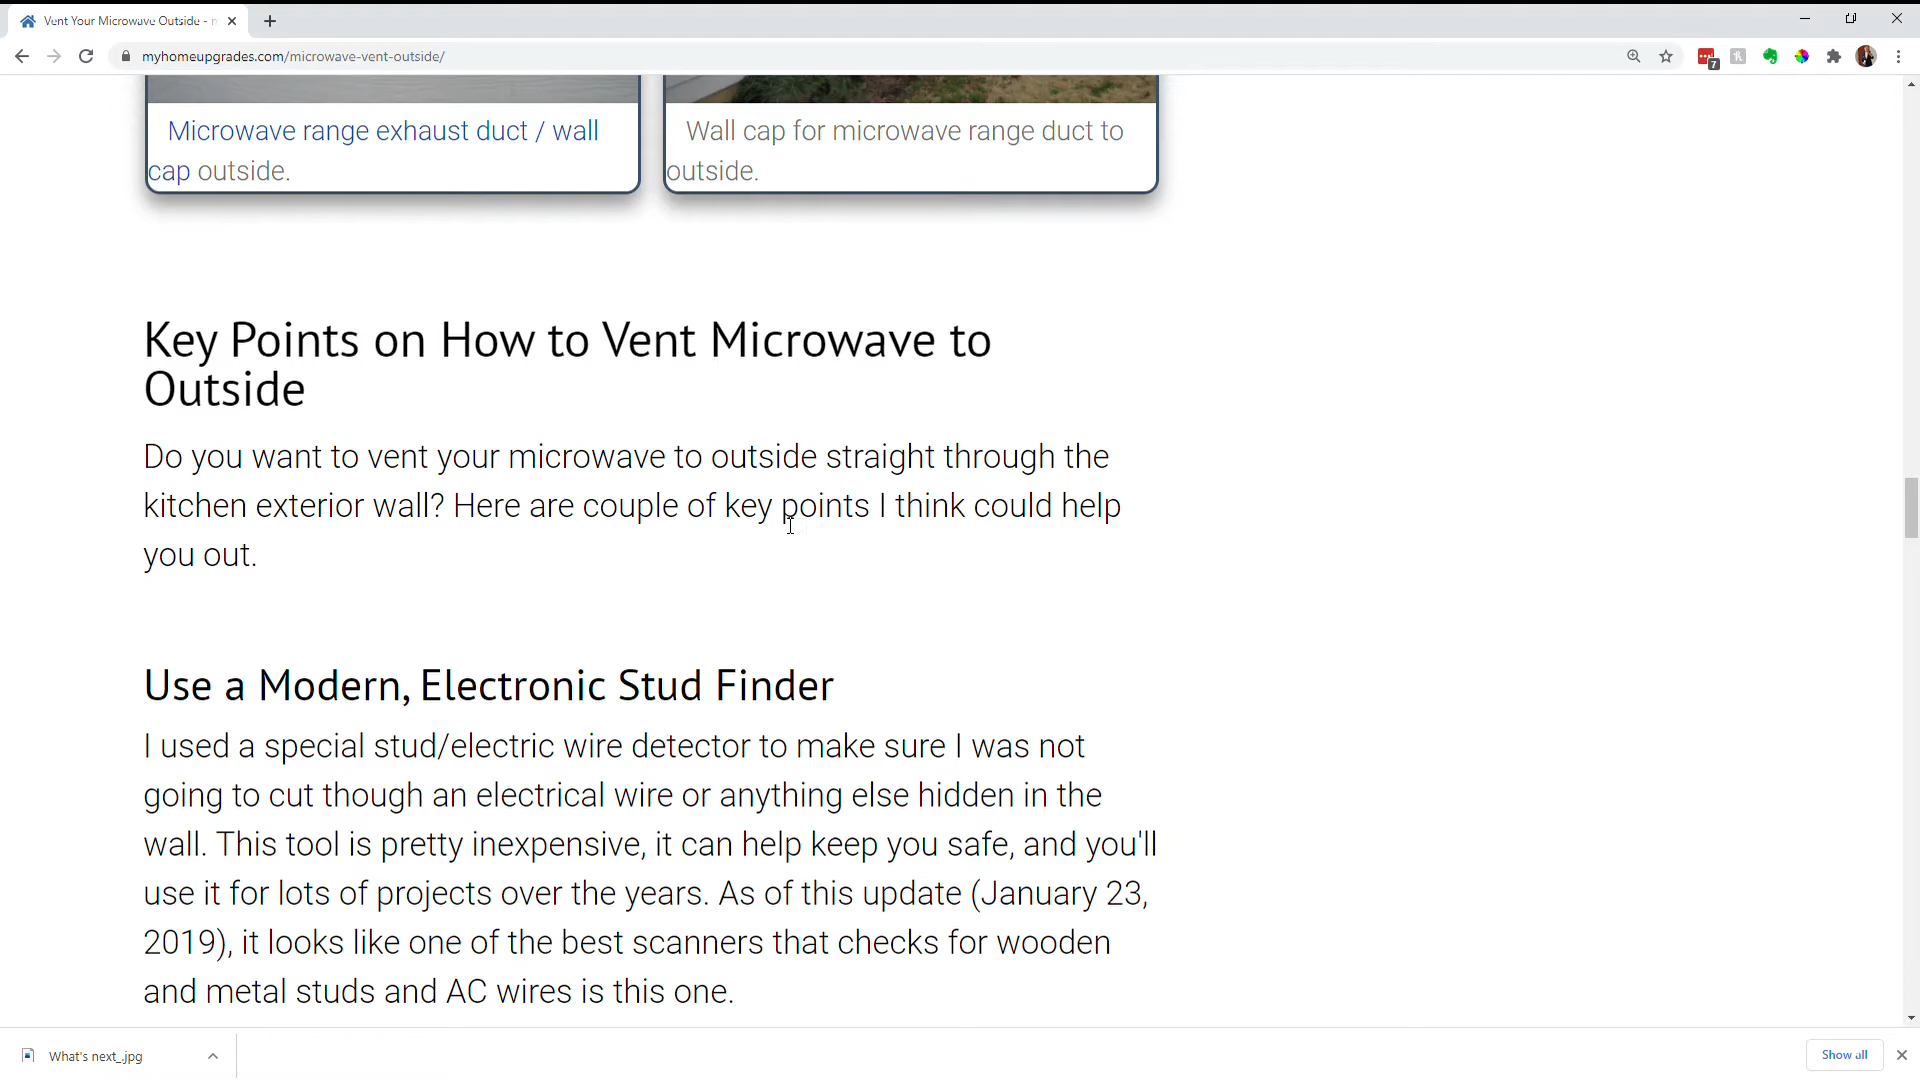 Vent Your Microwave Outside -
myhomeupgrades.com/microwave-vent-outside/
7
Microwave range exhaust duct / wall
cap outside.
Wall cap for microwave range duct to
outside.
Key Points on How to Vent Microwave to
Outside
Do you want to vent your microwave to outside straight through the
kitchen exterior wall? Here are couple of key points I think could help
you out.
Use a Modern, Electronic Stud Finder
I used a special stud/electric wire detector to make sure I was not
going to cut though an electrical wire or anything else hidden in the
wall. This tool is pretty inexpensive, it can help keep you safe, and you'll
use it for lots of projects over the years. As of this update (January 23,
2019), it looks like one of the best scanners that checks for wooden
and metal studs and AC wires is this one.
What's next_.jpg
Show all